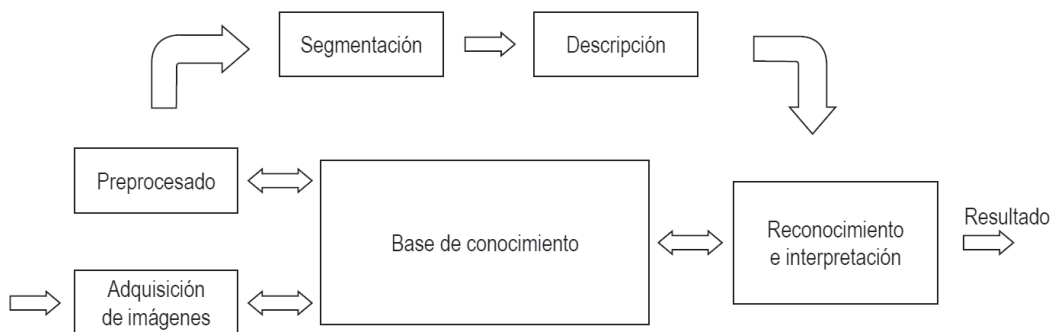 Segmentación
Descripción
Preprocesado
Base de conocimiento
Reconocimiento
e interpretación
Resultado
Adquisición
de imágenes